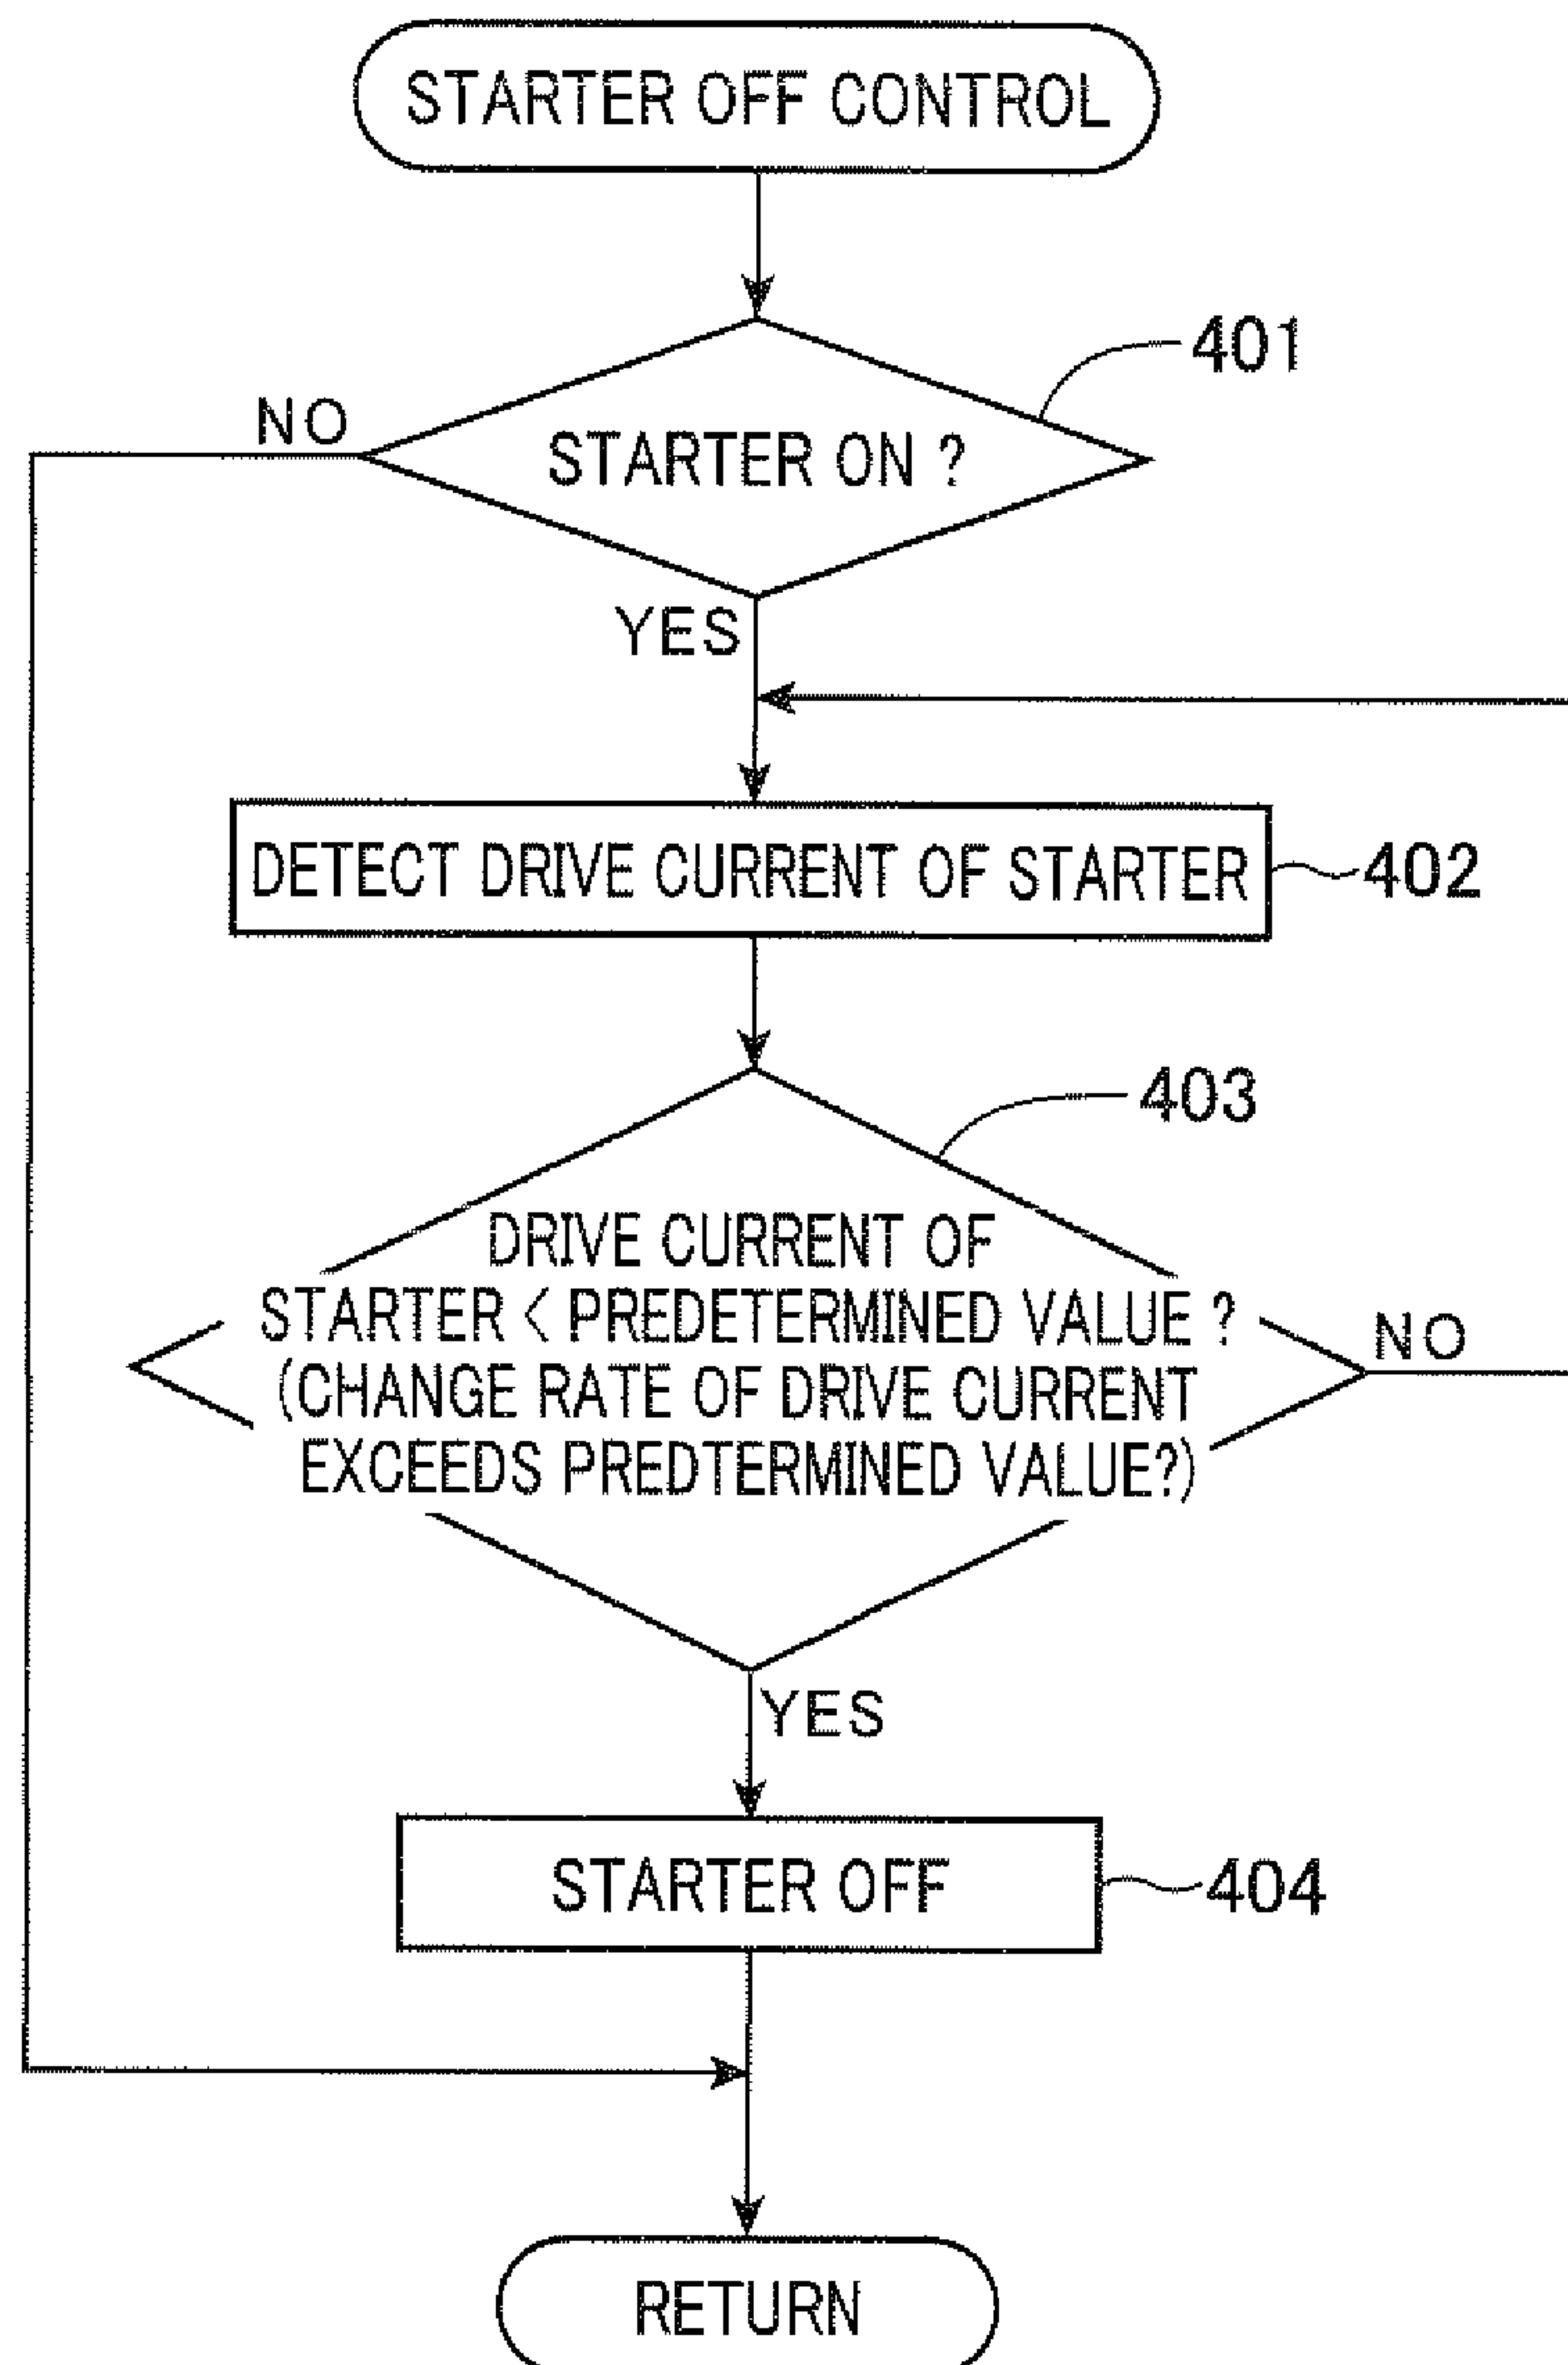 STARTER OFF CONTROL
401
NO
STARTER ON ?
YES
DETECT DRIVE CURRENT OF STARTER
402
403
DRIVE CURRENT OF
STARTER < PREDETERMINED VALUE ?
(CHANGE RATE OF DRIVE CURRENT
EXCEEDS PREDTERMINED VALUE?)
NO
YES
STARTER OFF
404
RETURN